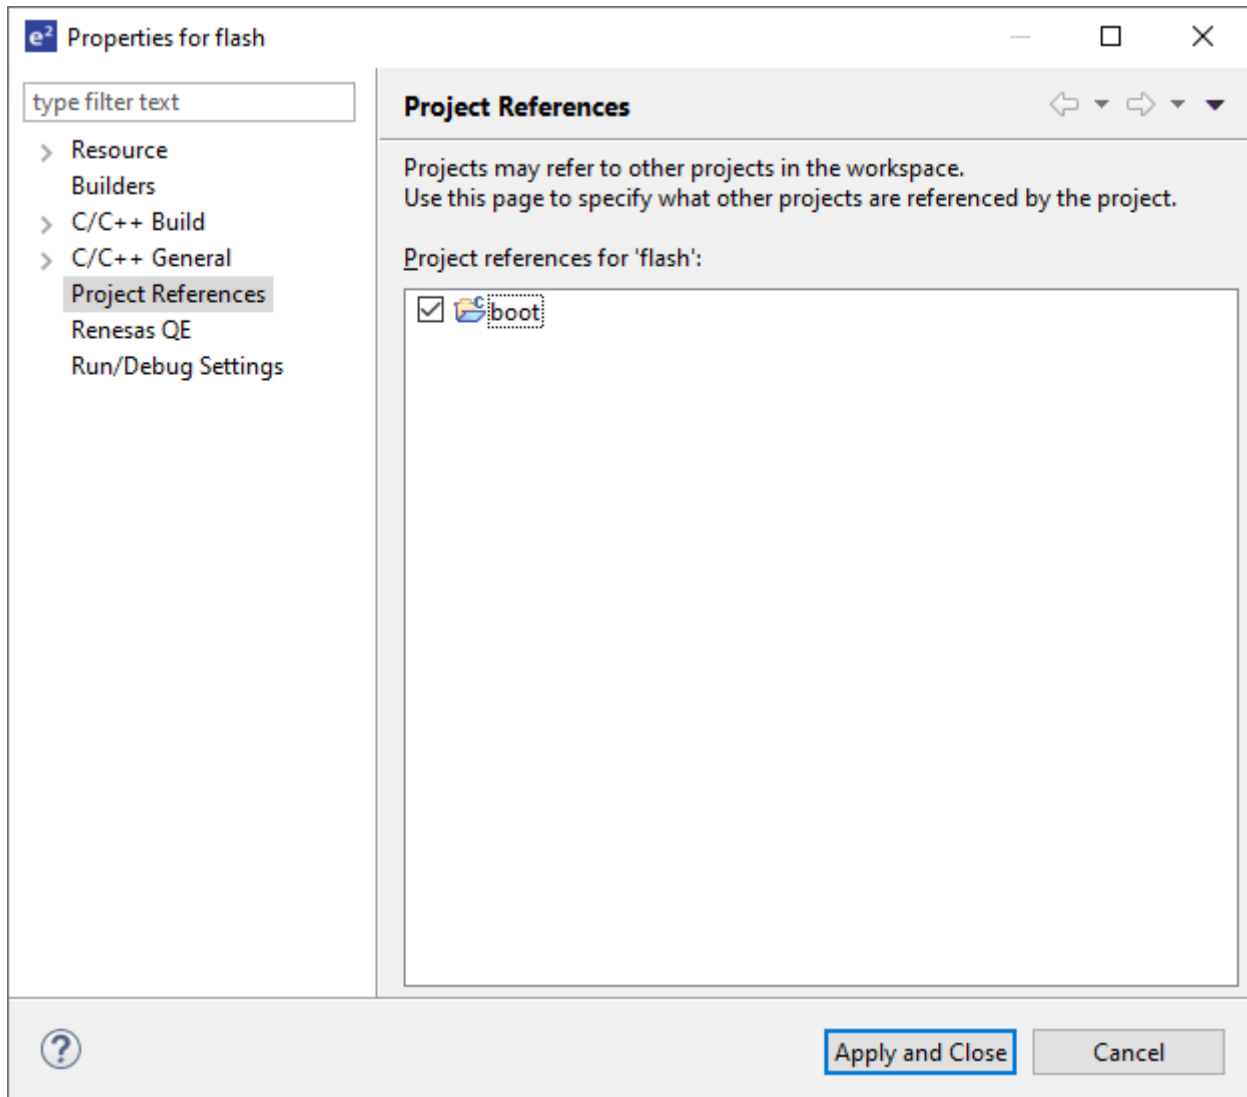 e² Properties for flash
type filter text
Resource
Builders
C/C++ Build
C/C++ General
Project References
Renesas QE
Run/Debug Settings
Project References
Projects may refer to other projects in the workspace.
Use this page to specify what other projects are referenced by the project.
Project references for 'flash':
boot
Apply and Close
Cancel